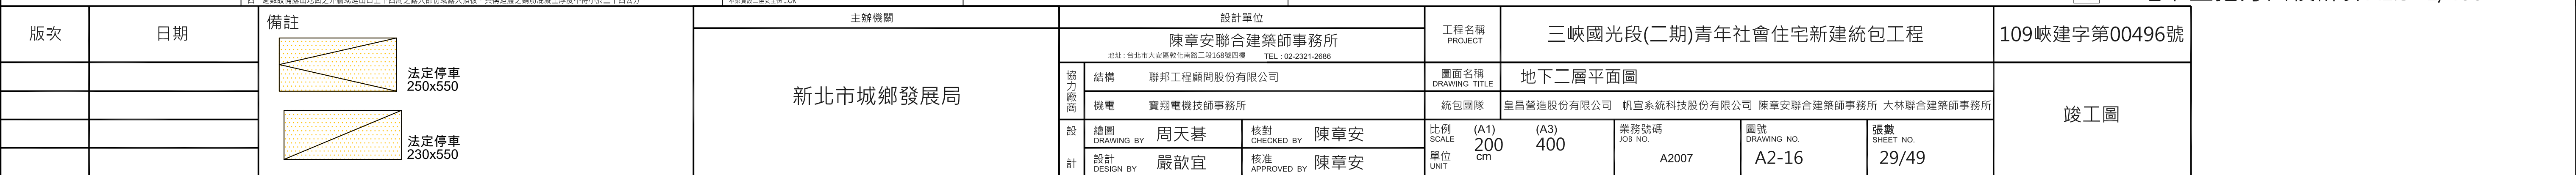 版次
日期
備註
法定停車
250x550
法定停車
230x550
主辦機關
新北市城鄉發展局
設計單位
陳章安聯合建築師事務所
地址：台北市大安區敦化南路二段168號四樓 TEL : 02-2321-2686
協力廠商
結構 聯邦工程顧問股份有限公司
機電 寶翔電機技師事務所
設計
繪圖 DRAWING BY 周天碁
核對 CHECKED BY 陳章安
設計 DESIGN BY 嚴歆宜
核准 APPROVED BY 陳章安
工程名稱 PROJECT 三峽國光段(二期)青年社會住宅新建統包工程
圖面名稱 DRAWING TITLE 地下二層平面圖
統包團隊 皇昌營造股份有限公司 帆宣系統科技股份有限公司 陳章安聯合建築師事務所 大林聯合建築師事務所
比例 SCALE (A1) 200 (A3) 400
單位 UNIT cm
業務號碼 JOB NO. A2007
圖號 DRAWING NO. A2-16
張數 SHEET NO. 29/49
109峽建字第00496號
竣工圖